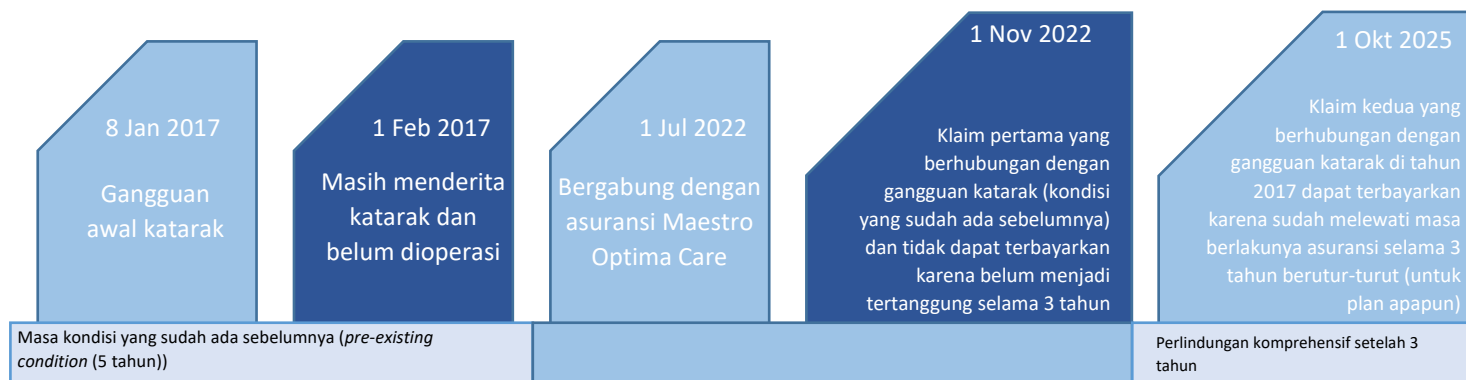 8 Jan 2017
Gangguan
awal katarak
1 Feb 2017
Masih menderita
katarak dan
belum dioperasi
1 Jul 2022
Bergabung dengan
asuransi Maestro
Optima Care
1 Nov 2022
Klaim pertama yang
berhubungan dengan
gangguan katarak (kondisi
yang sudah ada sebelumnya)
dan tidak dapat terbayarkan
karena belum menjadi
tertanggung selama 3 tahun
1 Okt 2025
Klaim kedua yang
berhubungan dengan
gangguan katarak di tahun
2017 dapat terbayarkan
karena sudah melewati masa
berlakunya asuransi selama 3
tahun berutur-turut (untuk
plan apapun)
Masa kondisi yang sudah ada sebelumnya (pre-existing
condition (5 tahun))
Perlindungan komprehensif setelah 3
tahun